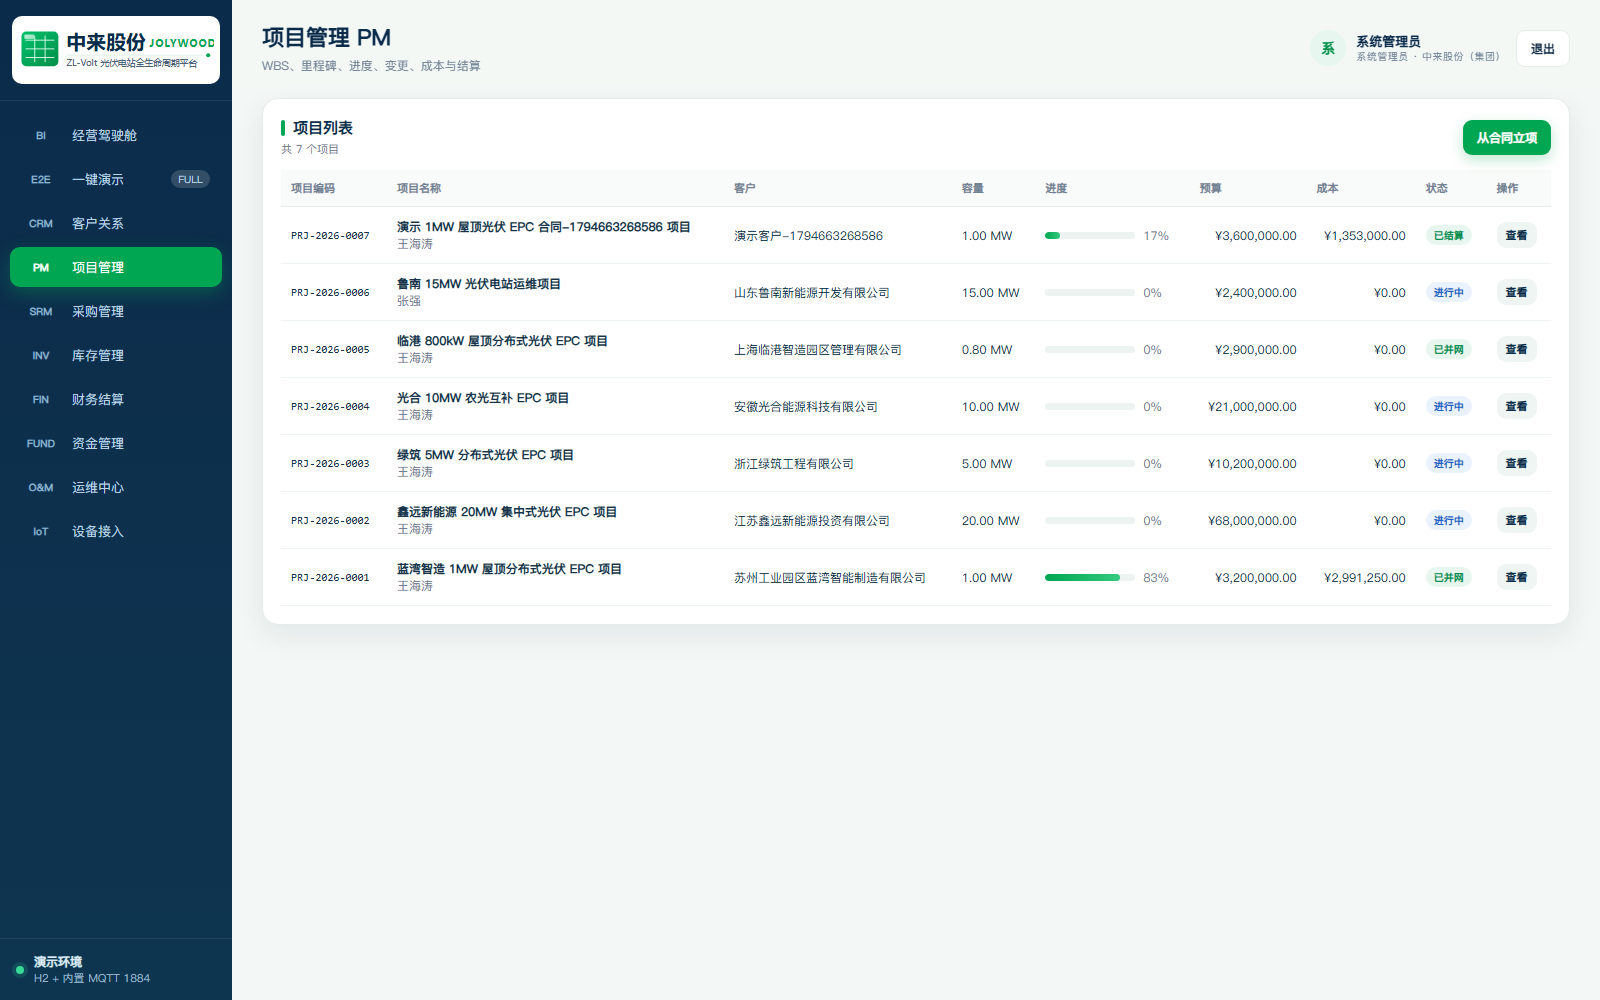 中来股份 JOLYWOOD
ZL-Volt 光伏电站全生命周期平台
BI 经营驾驶舱
E2E 一键演示 FULL
CRM 客户关系
PM 项目管理
SRM 采购管理
INV 库存管理
FIN 财务结算
FUND 资金管理
O&M 运维中心
IoT 设备接入
演示环境
H2 + 内置 MQTT 1884
项目管理 PM
WBS、里程碑、进度、变更、成本与结算
系 系统管理员
系统管理员 · 中来股份（集团）
退出
项目列表
共 7 个项目
从合同立项
项目编码 项目名称 客户 容量 进度 预算 成本 状态 操作
PRJ-2026-0007 演示 1MW 屋顶光伏 EPC 合同-1794663268586 项目 演示客户-1794663268586 1.00 MW 17% ¥3,600,000.00 ¥1,353,000.00 已结算 查看
王海涛
PRJ-2026-0006 鲁南 15MW 光伏电站运维项目 山东鲁南新能源开发有限公司 15.00 MW 0% ¥2,400,000.00 ¥0.00 进行中 查看
张强
PRJ-2026-0005 临港 800kW 屋顶分布式光伏 EPC 项目 上海临港智造园区管理有限公司 0.80 MW 0% ¥2,900,000.00 ¥0.00 已并网 查看
王海涛
PRJ-2026-0004 光合 10MW 农光互补 EPC 项目 安徽光合能源科技有限公司 10.00 MW 0% ¥21,000,000.00 ¥0.00 进行中 查看
王海涛
PRJ-2026-0003 绿筑 5MW 分布式光伏 EPC 项目 浙江绿筑工程有限公司 5.00 MW 0% ¥10,200,000.00 ¥0.00 进行中 查看
王海涛
PRJ-2026-0002 鑫远新能源 20MW 集中式光伏 EPC 项目 江苏鑫远新能源投资有限公司 20.00 MW 0% ¥68,000,000.00 ¥0.00 进行中 查看
王海涛
PRJ-2026-0001 蓝湾智造 1MW 屋顶分布式光伏 EPC 项目 苏州工业园区蓝湾智能制造有限公司 1.00 MW 83% ¥3,200,000.00 ¥2,991,250.00 已并网 查看
王海涛